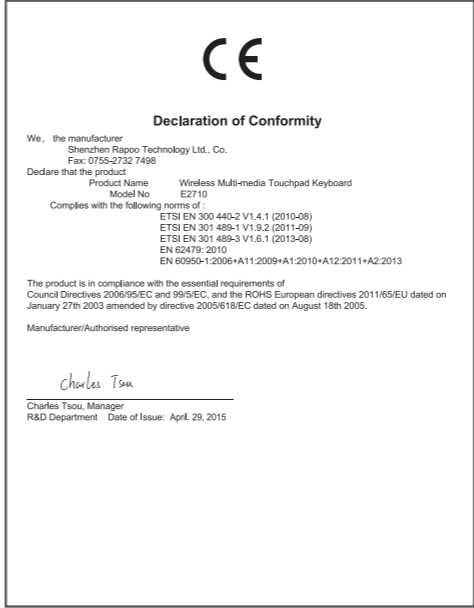 CE
Declaration of Conformity
We, the manufacturer
Shenzhen Rapoo Technology Ltd., Co.
Fax: 0755-2732 7498
Declare that the product
Product Name Wireless Multi-media Touchpad Keyboard
Model No E2710
Complies with the following norms of :
ETSI EN 300 440-2 V1.4.1 (2010-08)
ETSI EN 301 489-1 V1.9.2 (2011-09)
ETSI EN 301 489-3 V1.6.1 (2013-08)
EN 62479: 2010
EN 60950-1:2006+A11:2009+A1:2010+A12:2011+A2:2013
The product is in compliance with the essential requirements of
Council Directives 2006/95/EC and 99/5/EC, and the ROHS European directives 2011/65/EU dated on
January 27th 2003 amended by directive 2005/618/EC dated on August 18th 2005.
Manufacturer/Authorised representative
Charles Tsou
Charles Tsou, Manager
R&D Department Date of Issue: April. 29, 2015